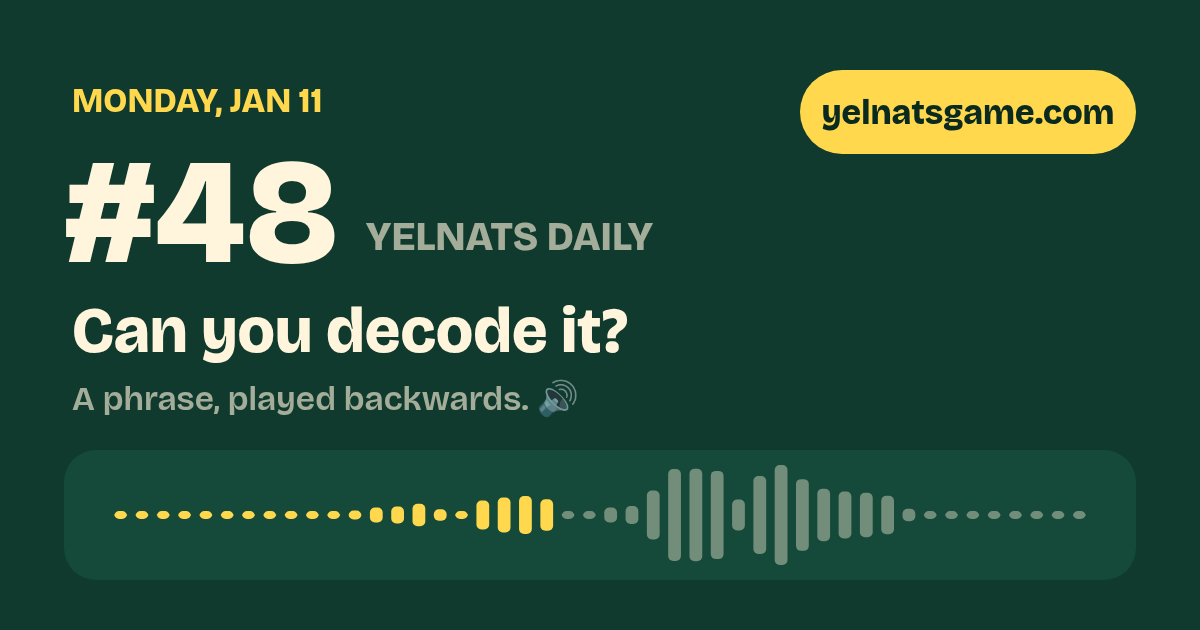 MONDAY, JAN 11
yelnatsgame.com
#48 YELNATS DAILY
Can you decode it?
A phrase, played backwards. 🔊